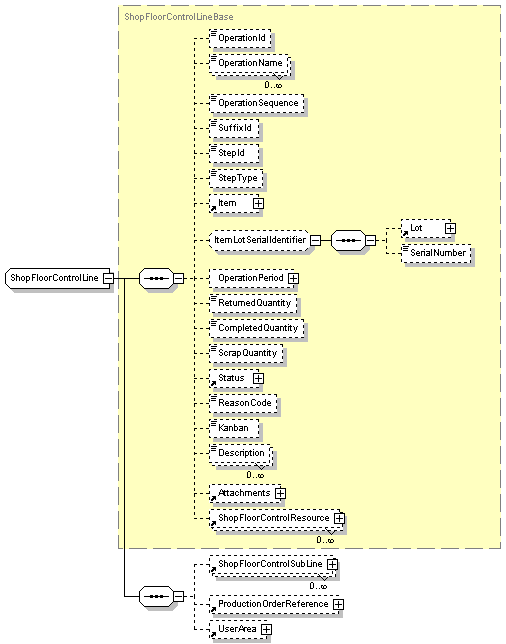 ShopFloorControlLineBase
OperationId
OperationName
0..∞
OperationSequence
SuffixId
StepId
StepType
Item
ItemLotSerialIdentifier
Lot
SerialNumber
ShopFloorControlLine
OperationPeriod
ReturnedQuantity
CompletedQuantity
ScrapQuantity
Status
ReasonCode
Kanban
Description
0..∞
Attachments
ShopFloorControlResource
0..∞
ShopFloorControlSubLine
0..∞
ProductionOrderReference
UserArea